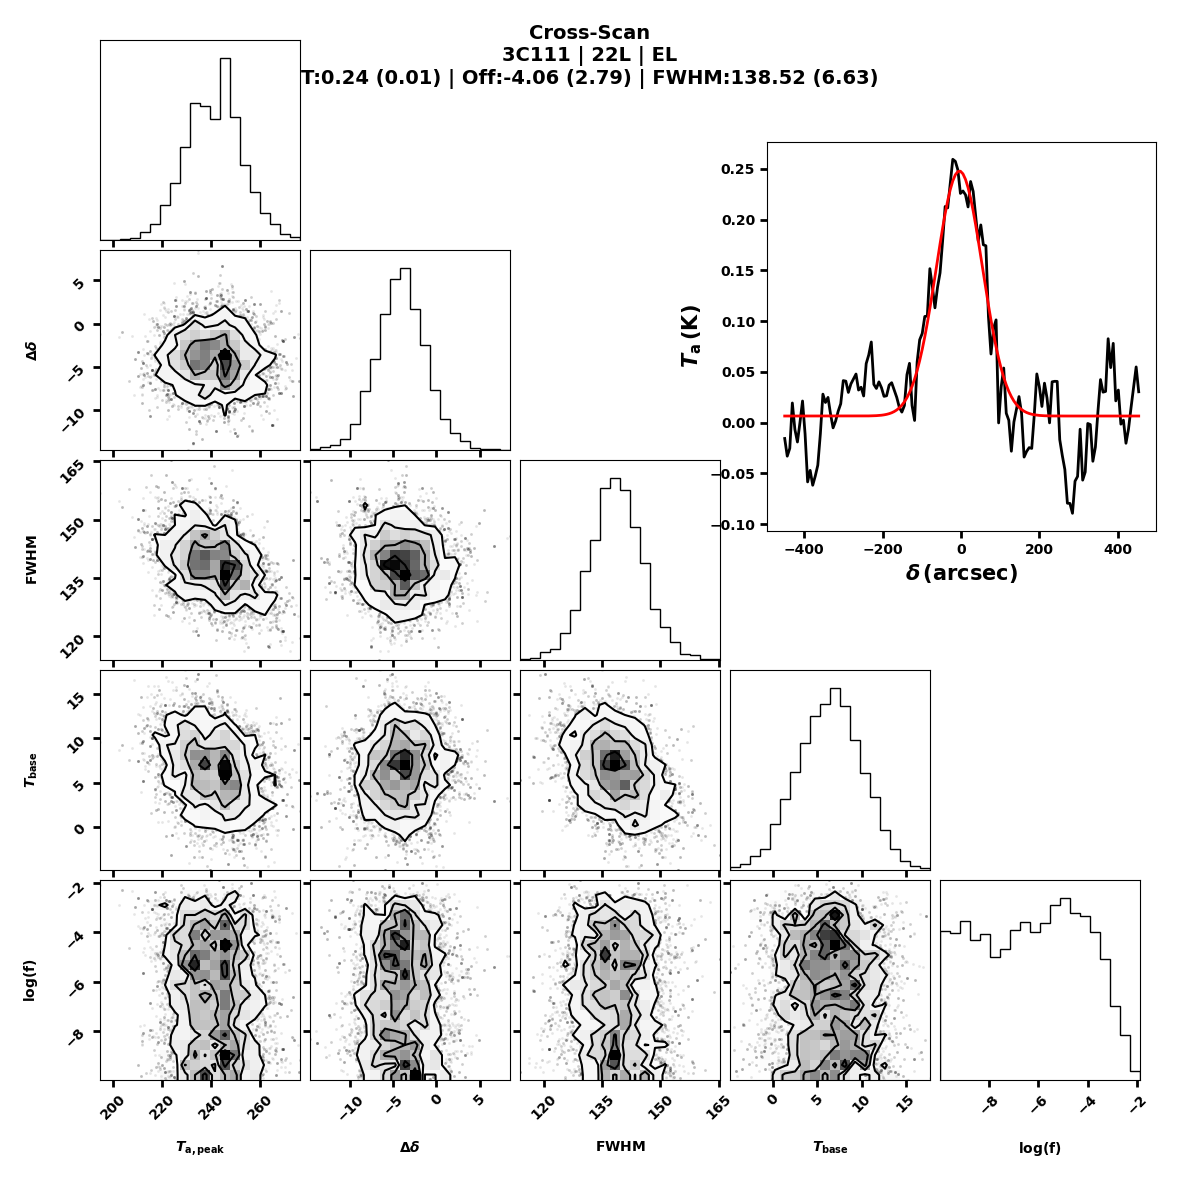 Cross-Scan
3C111 | 22L | EL
T:0.24 (0.01) | Off:-4.06 (2.79) | FWHM:138.52 (6.63)
0.25
0.20
0.15
0.10
0.05
0.00
−0.05
−0.10
Ta (K)
−400 −200 0 200 400
δ (arcsec)
5
0
−5
−10
Δδ
165
150
135
120
FWHM
15
10
5
0
Tbase
−2
−4
−6
−8
log(f)
200 220 240 260
−10 −5 0 5
120 135 150 165
0 5 10 15
−8 −6 −4 −2
Ta,peak Δδ FWHM Tbase log(f)